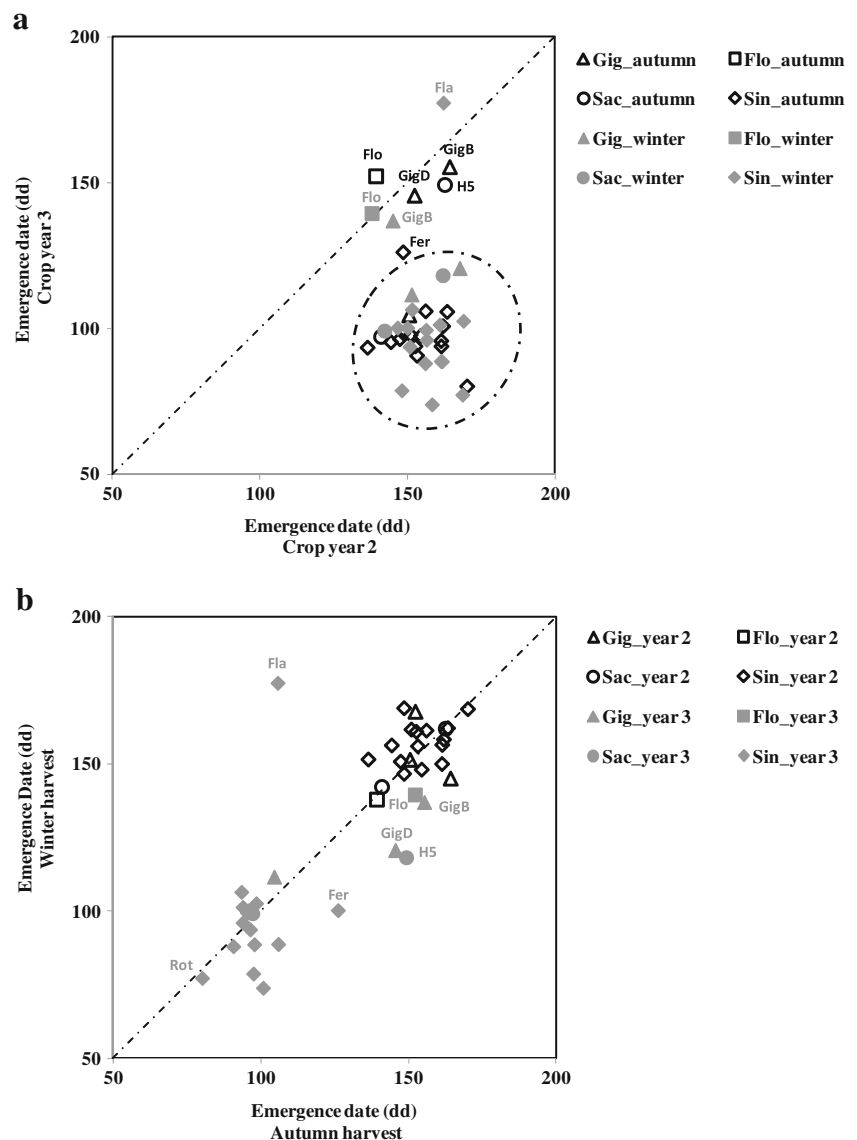 a
200
150
100
50
50
100
150
200
Emergence date (dd)
Crop year 3
Emergence date (dd)
Crop year 2
Fla
Flo
GigB
GigD
H5
Flo
GigB
Fer
Gig_autumn
Flo_autumn
Sac_autumn
Sin_autumn
Gig_winter
Flo_winter
Sac_winter
Sin_winter
b
200
150
100
50
50
100
150
200
Emergence Date (dd)
Winter harvest
Emergence date (dd)
Autumn harvest
Fla
Flo
GigB
GigD
H5
Fer
Rot
Gig_year 2
Flo_year 2
Sac_year 2
Sin_year 2
Gig_year 3
Flo_year 3
Sac_year 3
Sin_year 3